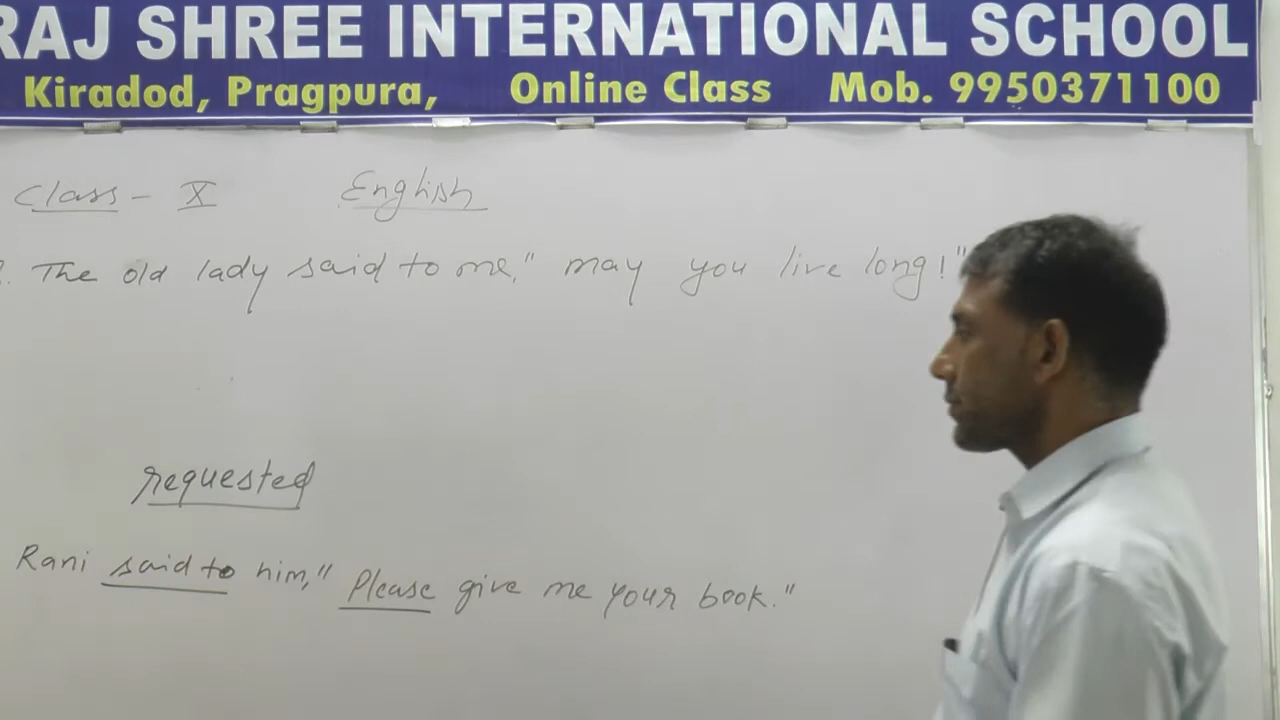 RAJ SHREE INTERNATIONAL SCHOOL
Kiradod, Pragpura, Online Class Mob. 9950371100
Class - X English
The old lady said to me," may you live long!"
requested
Rani said to him," Please give me your book."